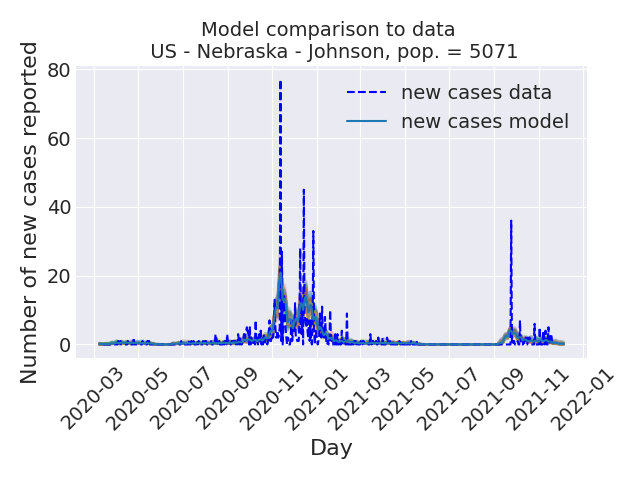 Model comparison to data
US - Nebraska - Johnson, pop. = 5071
Number of new cases reported
80
60
40
20
0
new cases data
new cases model
2020-03
2020-05
2020-07
2020-09
2020-11
2021-01
2021-03
2021-05
2021-07
2021-09
2021-11
2022-01
Day